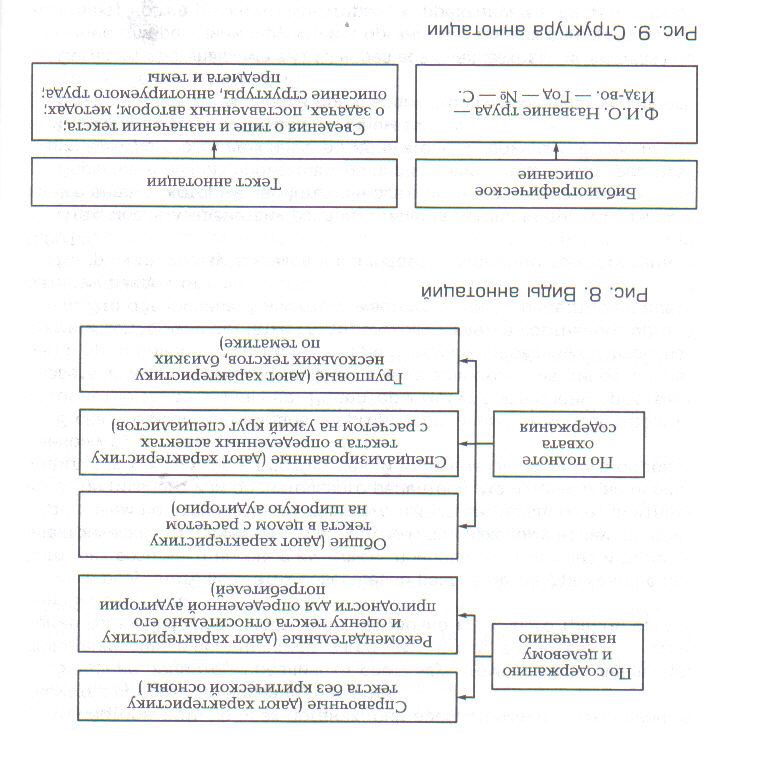 По содержанию
и целевому
назначению
Справочные (дают характеристику
текста без критической основы )
Рекомендательные (дают характеристику
и оценку текста относительно его
пригодности для определенной аудитории
потребителей)
По полноте
охвата
содержания
Общие (дают характеристику
текста в целом с расчетом
на широкую аудиторию)
Специализированные (дают характеристику
текста в определенных аспектах
с расчетом на узкий круг специалистов)
Групповые (дают характеристику
нескольких текстов, близких
по тематике)
Рис. 8. Виды аннотаций
Библиографическое
описание
Ф.И.О. Название труда —
Изд-во. — Год — № — С.
Текст аннотации
Сведения о типе и назначении текста;
о задачах, поставленных автором; методах;
описание структуры, аннотируемого труда;
предмета и темы
Рис. 9. Структура аннотации